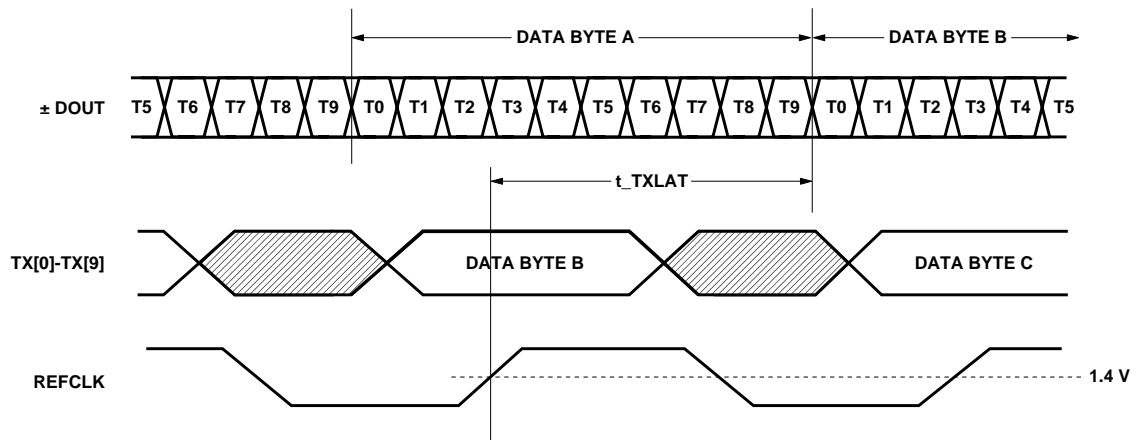 DATA BYTE A DATA BYTE B
± DOUT T5 T6 T7 T8 T9 T0 T1 T2 T3 T4 T5 T6 T7 T8 T9 T0 T1 T2 T3 T4 T5
t_TXLAT
TX[0]-TX[9] DATA BYTE B DATA BYTE C
REFCLK 1.4 V